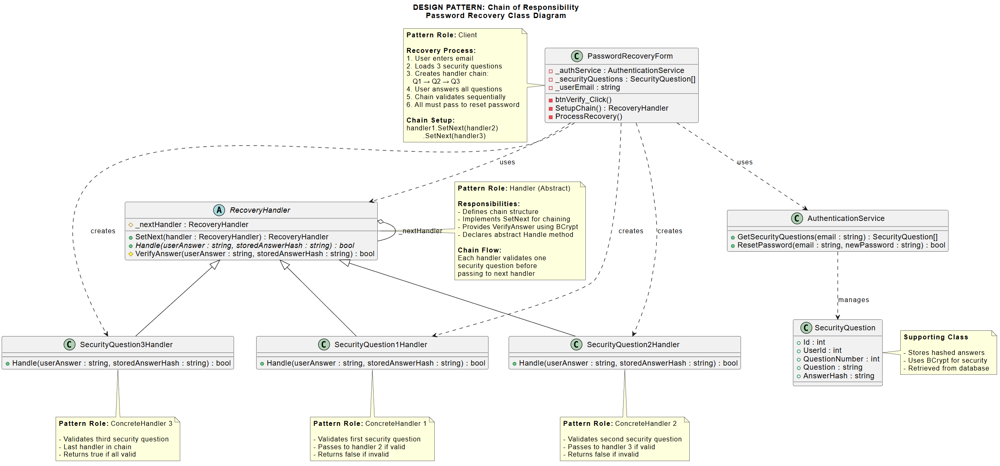 DESIGN PATTERN: Chain of Responsibility
Password Recovery Class Diagram
Pattern Role: Client
Recovery Process:
1. User enters email
2. Loads 3 security questions
3. Creates handler chain:
Q1 → Q2 → Q3
4. User answers all questions
5. Chain validates sequentially
6. All must pass to reset password
Chain Setup:
handler1.SetNext(handler2)
.SetNext(handler3)
C PasswordRecoveryForm
_authService : AuthenticationService
_securityQuestions : SecurityQuestion[]
_userEmail : string
btnVerify_Click()
SetupChain() : RecoveryHandler
ProcessRecovery()
uses
uses
Pattern Role: Handler (Abstract)
Responsibilities:
- Defines chain structure
- Implements SetNext for chaining
- Provides VerifyAnswer using BCrypt
- Declares abstract Handle method
Chain Flow:
Each handler validates one
security question before
passing to next handler
A RecoveryHandler
_nextHandler : RecoveryHandler
SetNext(handler : RecoveryHandler) : RecoveryHandler
Handle(userAnswer : string, storedAnswerHash : string) : bool
VerifyAnswer(userAnswer : string, storedAnswerHash : string) : bool
_nextHandler
creates
creates
creates
C AuthenticationService
GetSecurityQuestions(email : string) : SecurityQuestion[]
ResetPassword(email : string, newPassword : string) : bool
manages
C SecurityQuestion3Handler
Handle(userAnswer : string, storedAnswerHash : string) : bool
C SecurityQuestion1Handler
Handle(userAnswer : string, storedAnswerHash : string) : bool
C SecurityQuestion2Handler
Handle(userAnswer : string, storedAnswerHash : string) : bool
C SecurityQuestion
Id : int
UserId : int
QuestionNumber : int
Question : string
AnswerHash : string
Supporting Class
- Stores hashed answers
- Uses BCrypt for security
- Retrieved from database
Pattern Role: ConcreteHandler 3
- Validates third security question
- Last handler in chain
- Returns true if all valid
Pattern Role: ConcreteHandler 1
- Validates first security question
- Passes to handler 2 if valid
- Returns false if invalid
Pattern Role: ConcreteHandler 2
- Validates second security question
- Passes to handler 3 if valid
- Returns false if invalid